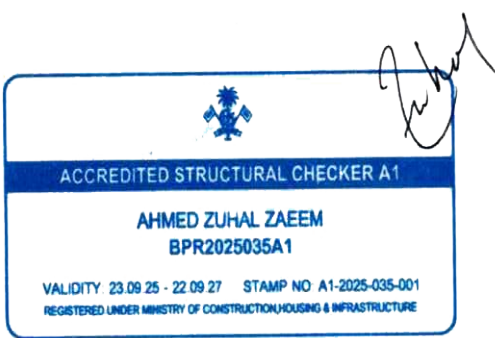 ACCREDITED STRUCTURAL CHECKER A1
AHMED ZUHAL ZAEEM
BPR2025035A1
VALIDITY 23.09.25 - 22.09.27 STAMP NO A1-2025-035-001
REGISTERED UNDER MINISTRY OF CONSTRUCTION,HOUSING & INFRASTRUCTURE